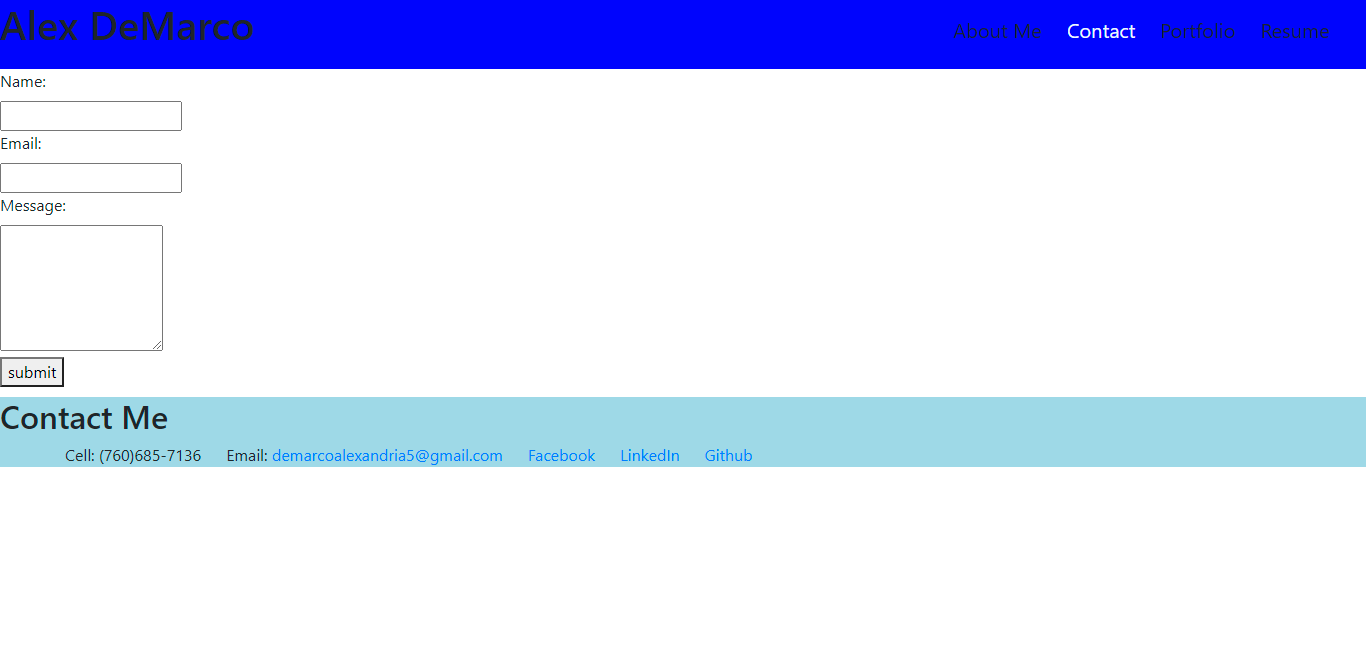 Alex DeMarco
About Me Contact Portfolio Resume
Name:
Email:
Message:
submit
Contact Me
Cell: (760)685-7136 Email: demarcoalexandria5@gmail.com Facebook LinkedIn Github